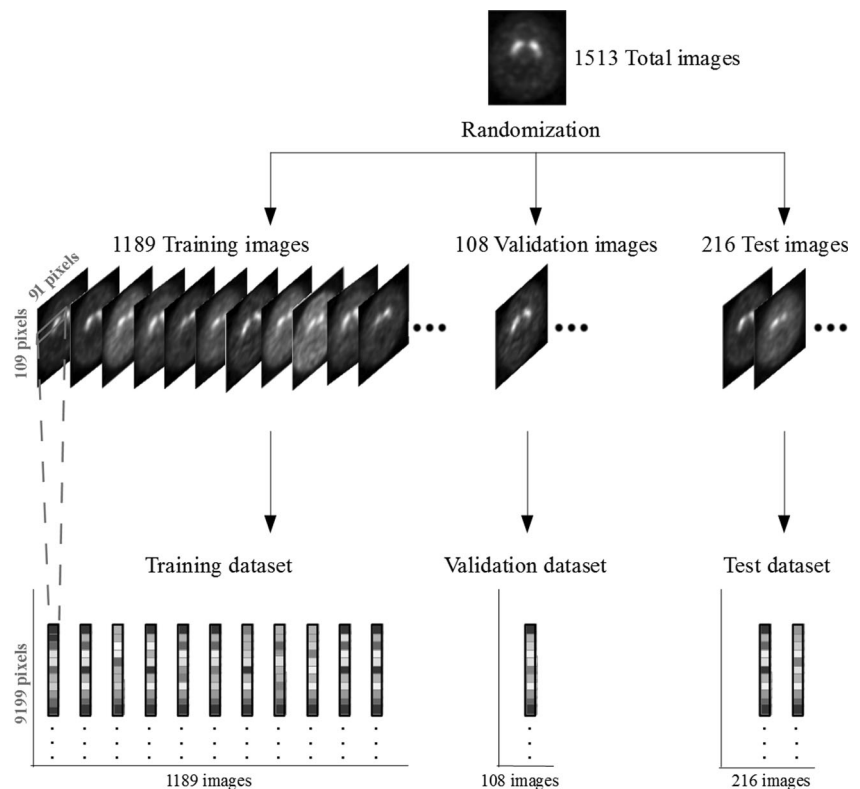 1513 Total images
Randomization
1189 Training images
108 Validation images
216 Test images
91 pixels
109 pixels
Training dataset
Validation dataset
Test dataset
9199 pixels
1189 images
108 images
216 images